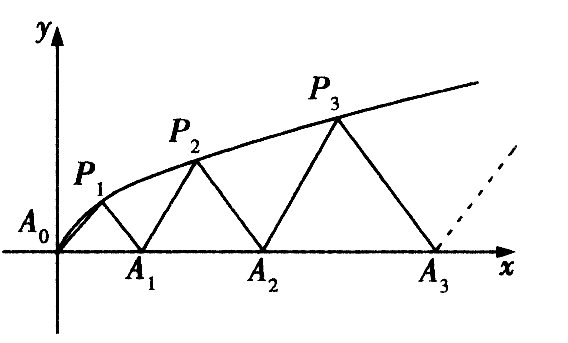 y
P₃
P₂
P₁
A₀
A₁ A₂ A₃ x